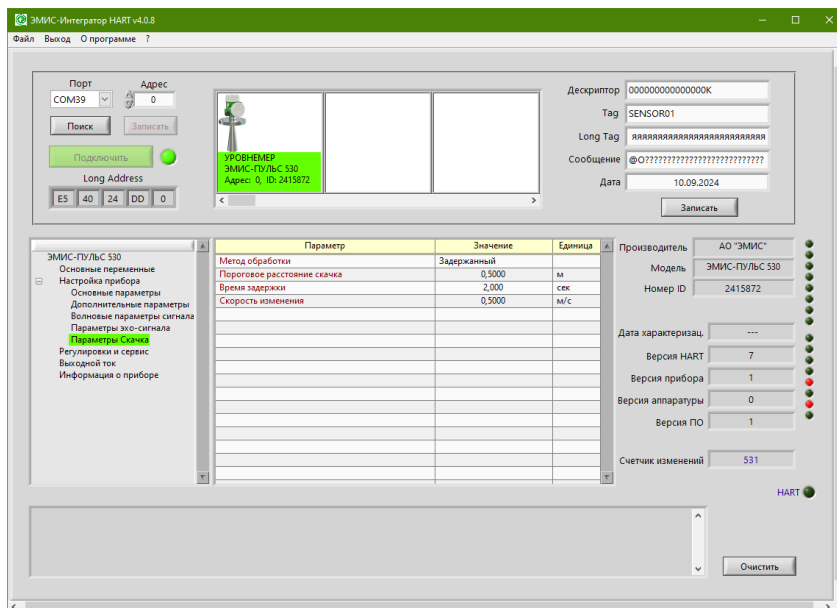 ЭМИС-Интегратор HART v4.0.8
Файл Выход О программе ?
Порт Адрес
COM39 0
Поиск Записать
Подключить
Long Address
E5 40 24 DD 0
УРОВНЕМЕР
ЭМИС-ПУЛЬС 530
Адрес: 0, ID: 2415872
Дескриптор 000000000000000K
Tag SENSOR01
Long Tag яяяяяяяяяяяяяяяяяяяяяяяяяя
Сообщение @O???????????????????????????
Дата 10.09.2024
Записать
ЭМИС-ПУЛЬС 530
Основные переменные
Настройка прибора
Основные параметры
Дополнительные параметры
Волновые параметры сигнала
Параметры эхо-сигнала
Параметры Скачка
Регулировки и сервис
Выходной ток
Информация о приборе
Параметр Значение Единица
Метод обработки Задержанный
Пороговое расстояние скачка 0,5000 м
Время задержки 2,000 сек
Скорость изменения 0,5000 м/с
Производитель АО "ЭМИС"
Модель ЭМИС-ПУЛЬС 530
Номер ID 2415872
Дата характеризац. ---
Версия HART 7
Версия прибора 1
Версия аппаратуры 0
Версия ПО 1
Счетчик изменений 531
HART
Очистить